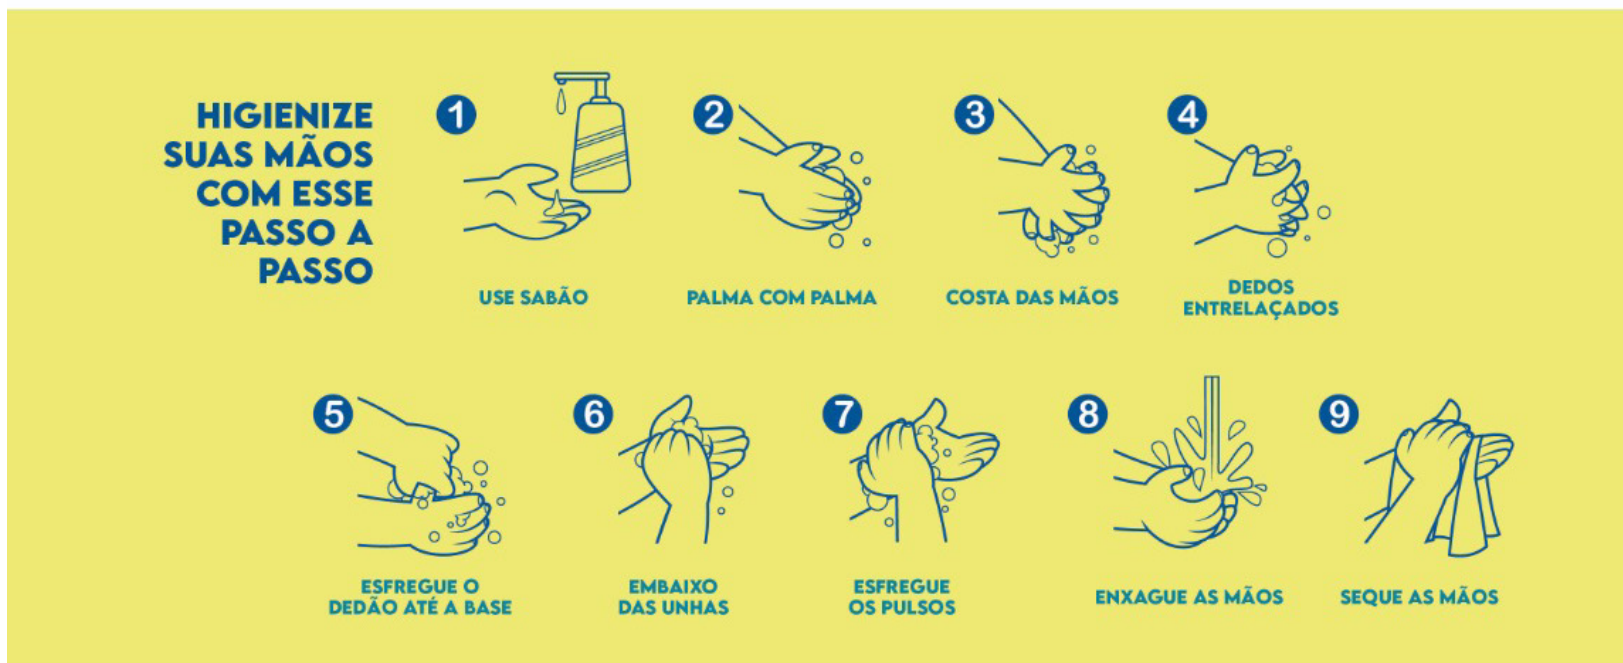 HIGIENIZE
SUAS MÃOS
COM ESSE
PASSO A
PASSO
1
USE SABÃO
2
PALMA COM PALMA
3
COSTA DAS MÃOS
4
DEDOS
ENTRELAÇADOS
5
ESFREGUE O
DEDÃO ATÉ A BASE
6
EMBAIXO
DAS UNHAS
7
ESFREGUE
OS PULSOS
8
ENXAGUE AS MÃOS
9
SEQUE AS MÃOS